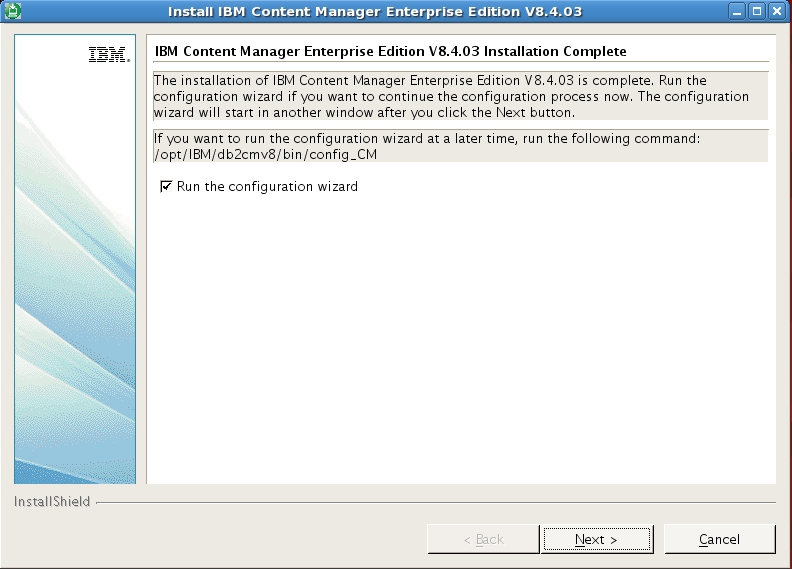 Install IBM Content Manager Enterprise Edition V8.4.03
IBM.
IBM Content Manager Enterprise Edition V8.4.03 Installation Complete
The installation of IBM Content Manager Enterprise Edition V8.4.03 is complete. Run the
configuration wizard if you want to continue the configuration process now. The configuration
wizard will start in another window after you click the Next button.
If you want to run the configuration wizard at a later time, run the following command:
/opt/IBM/db2cmv8/bin/config_CM
Run the configuration wizard
InstallShield
< Back
Next >
Cancel